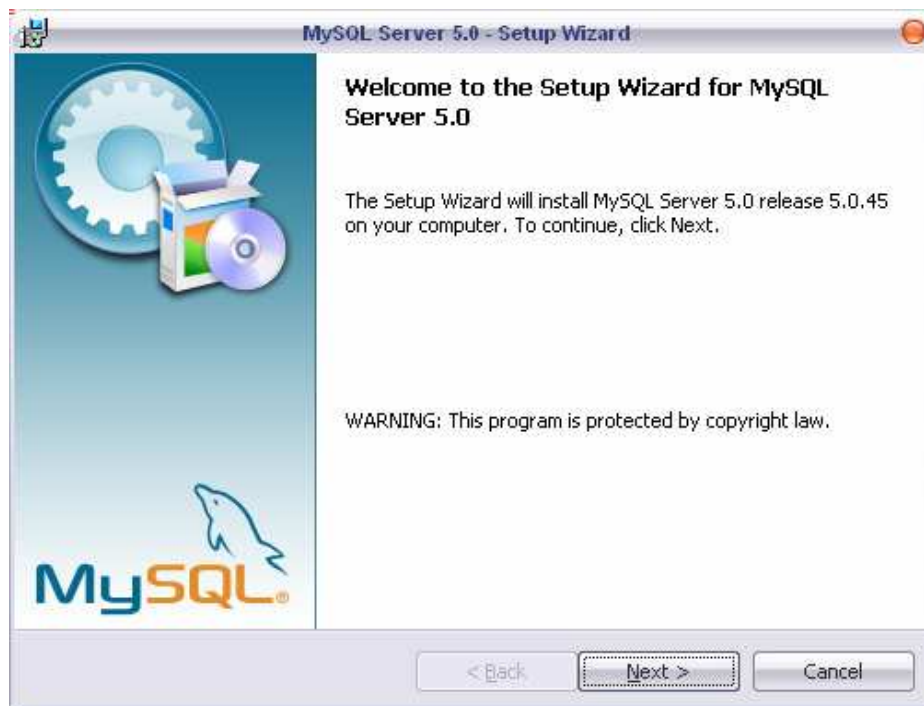 MySQL Server 5.0 - Setup Wizard
Welcome to the Setup Wizard for MySQL
Server 5.0
The Setup Wizard will install MySQL Server 5.0 release 5.0.45
on your computer. To continue, click Next.
WARNING: This program is protected by copyright law.
MySQL®
< Back
Next >
Cancel